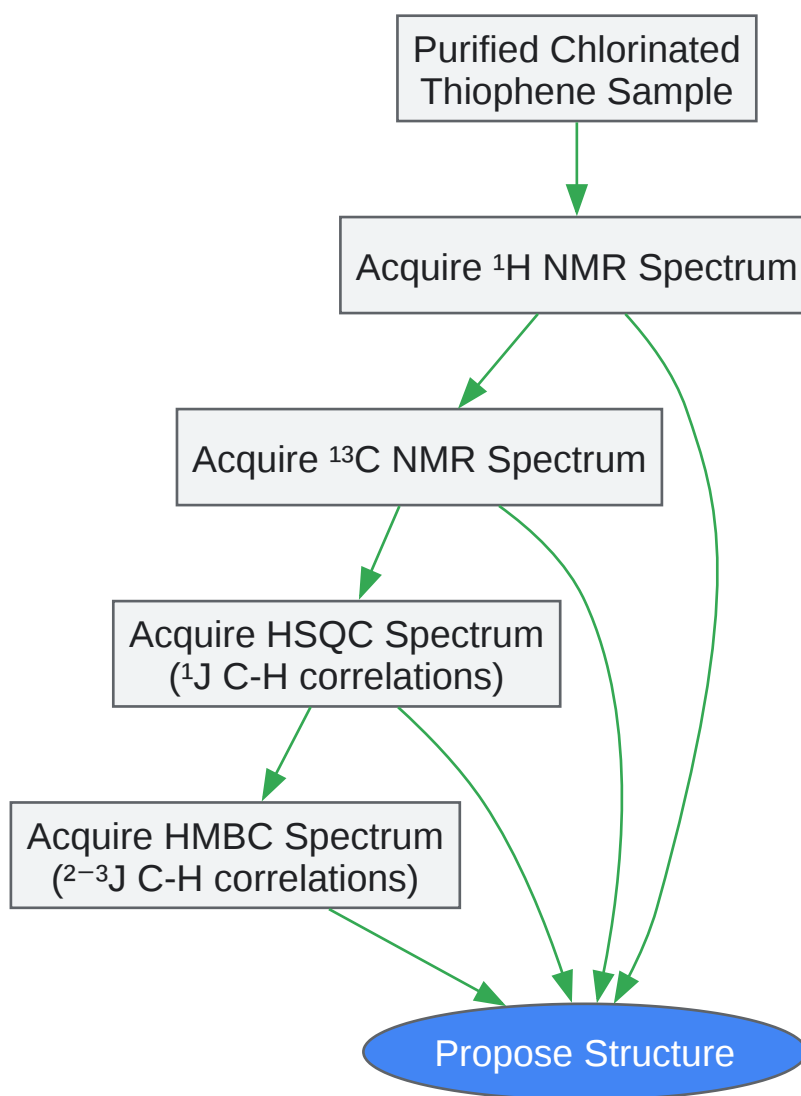 Purified Chlorinated
Thiophene Sample
Acquire ¹H NMR Spectrum
Acquire ¹³C NMR Spectrum
Acquire HSQC Spectrum
(¹J C-H correlations)
Acquire HMBC Spectrum
(²⁻³J C-H correlations)
Propose Structure